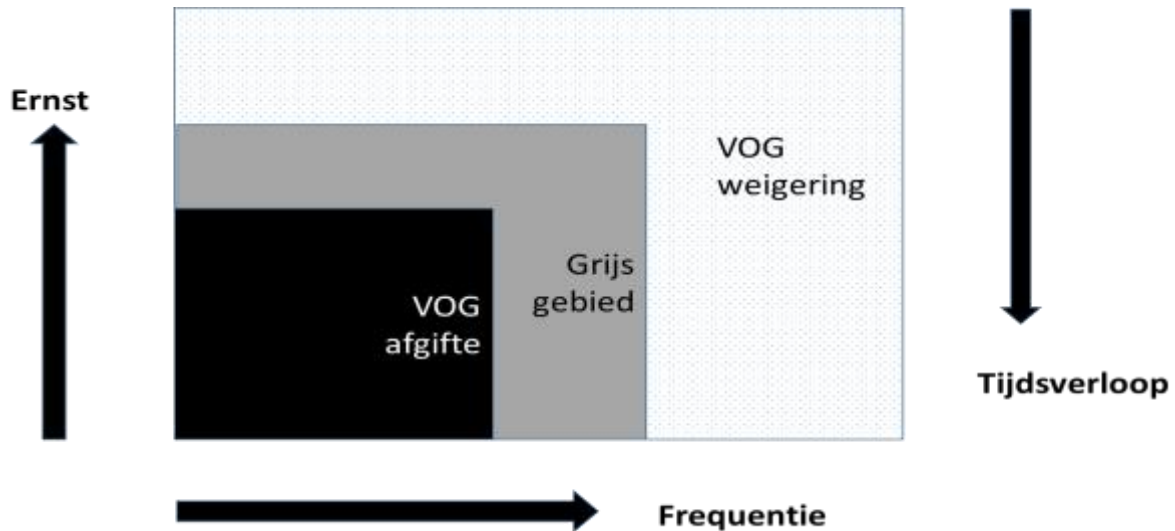 Ernst
VOG
weigering
Grijs
gebied
VOG
afgifte
Tijdsverloop
Frequentie